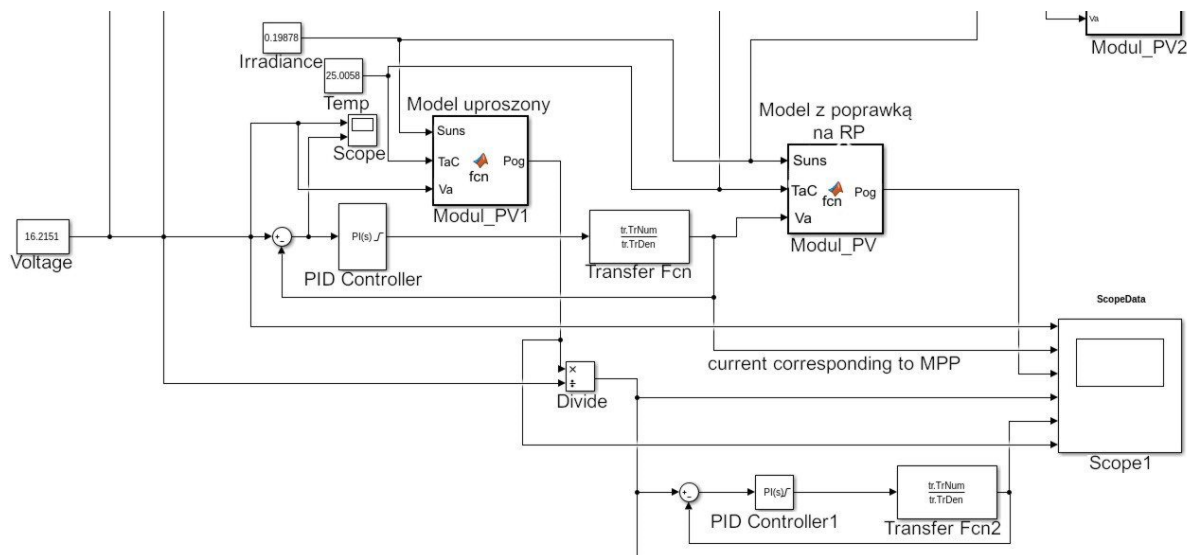 Va
Modul_PV2
0.19878
Irradiance
25.0058
Temp
Scope
Model uproszony
Suns
TaC
Va
fcn
Pog
Modul_PV1
Model z poprawką
na RP
Suns
TaC
Va
fcn
Pog
Modul_PV
16.2151
Voltage
+
-
PI(s)
PID Controller
tr.TrNum
tr.TrDen
Transfer Fcn
ScopeData
current corresponding to MPP
×
÷
Divide
Scope1
+
-
PI(s)
PID Controller1
tr.TrNum
tr.TrDen
Transfer Fcn2